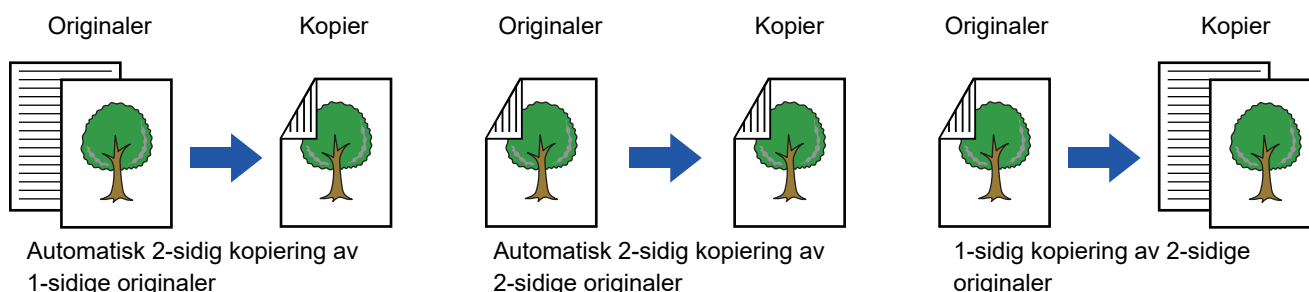 Originaler
Kopier
Originaler
Kopier
Originaler
Kopier
Automatisk 2-sidig kopiering av
1-sidige originaler
Automatisk 2-sidig kopiering av
2-sidige originaler
1-sidig kopiering av 2-sidige
originaler